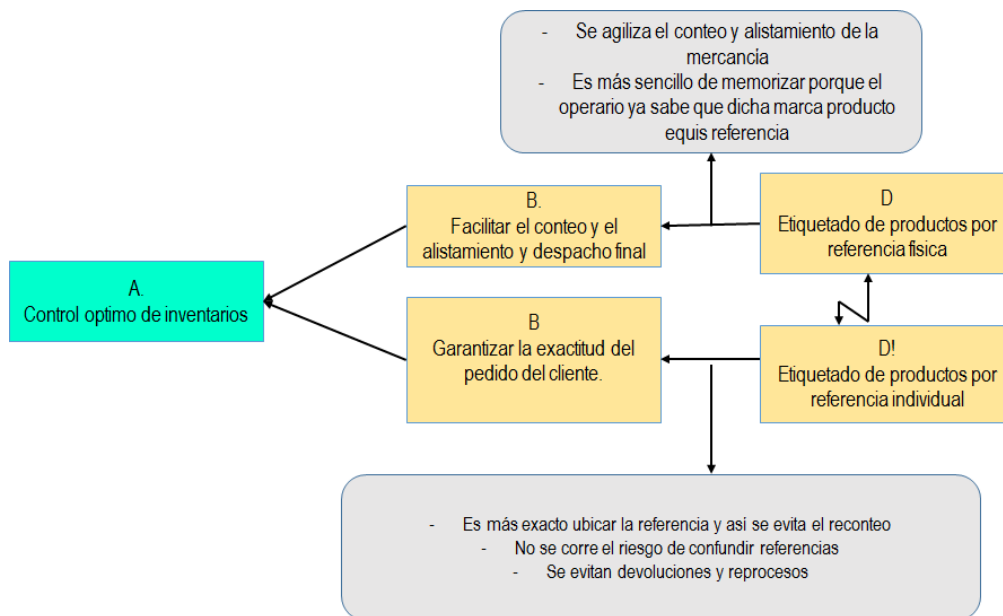 - Se agiliza el conteo y alistamiento de la
mercancía
- Es más sencillo de memorizar porque el
operario ya sabe que dicha marca producto
equis referencia
B.
Facilitar el conteo y el
alistamiento y despacho final
D
Etiquetado de productos por
referencia física
A.
Control optimo de inventarios
B
Garantizar la exactitud del
pedido del cliente.
D!
Etiquetado de productos por
referencia individual
- Es más exacto ubicar la referencia y así se evita el reconteo
- No se corre el riesgo de confundir referencias
- Se evitan devoluciones y reprocesos